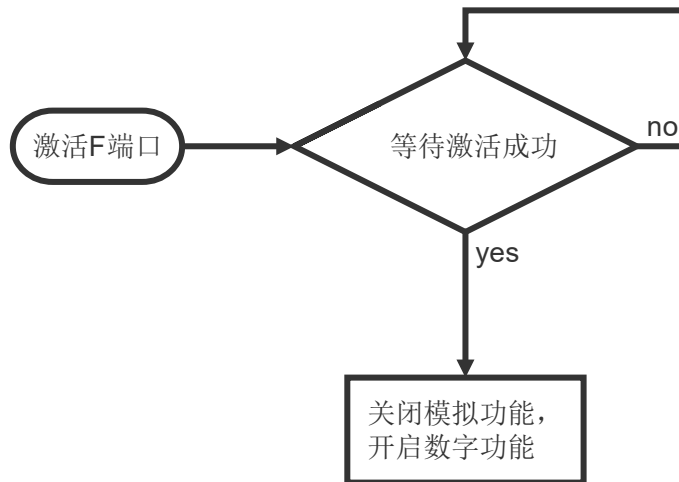 激活F端口
等待激活成功
no
yes
关闭模拟功能，
开启数字功能